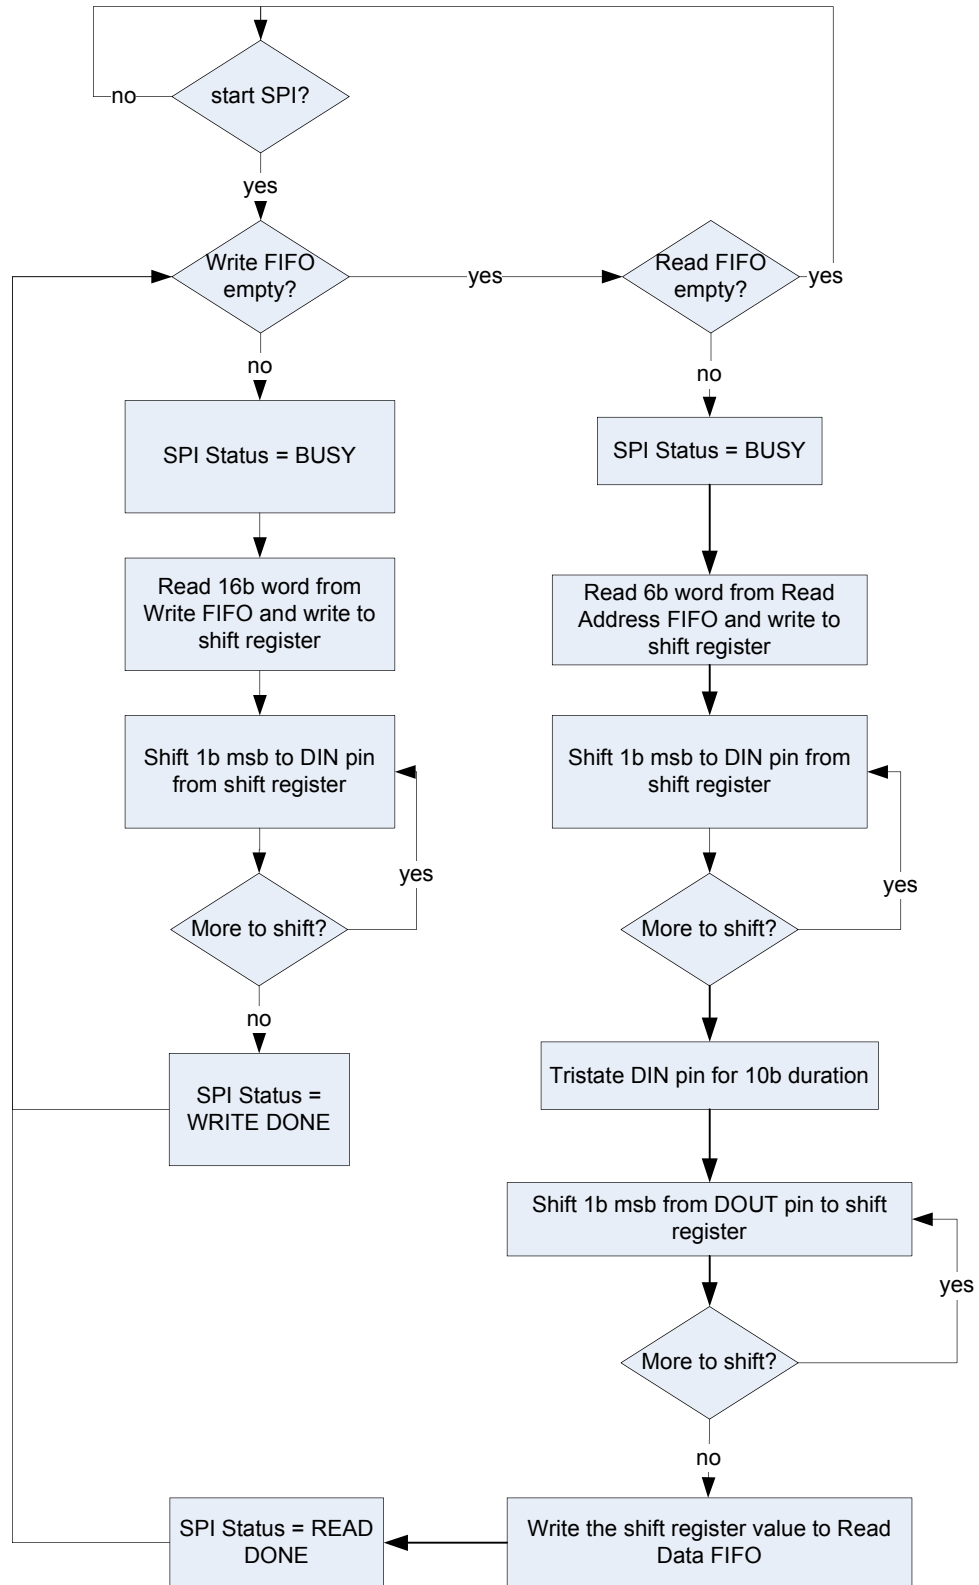 start SPI?
no
yes
Write FIFO
empty?
yes
Read FIFO
empty?
yes
no
no
SPI Status = BUSY
SPI Status = BUSY
Read 16b word from
Write FIFO and write to
shift register
Read 6b word from Read
Address FIFO and write to
shift register
Shift 1b msb to DIN pin
from shift register
Shift 1b msb to DIN pin from
shift register
yes
yes
More to shift?
More to shift?
no
Tristate DIN pin for 10b duration
SPI Status =
WRITE DONE
Shift 1b msb from DOUT pin to shift
register
yes
More to shift?
no
SPI Status = READ
DONE
Write the shift register value to Read
Data FIFO